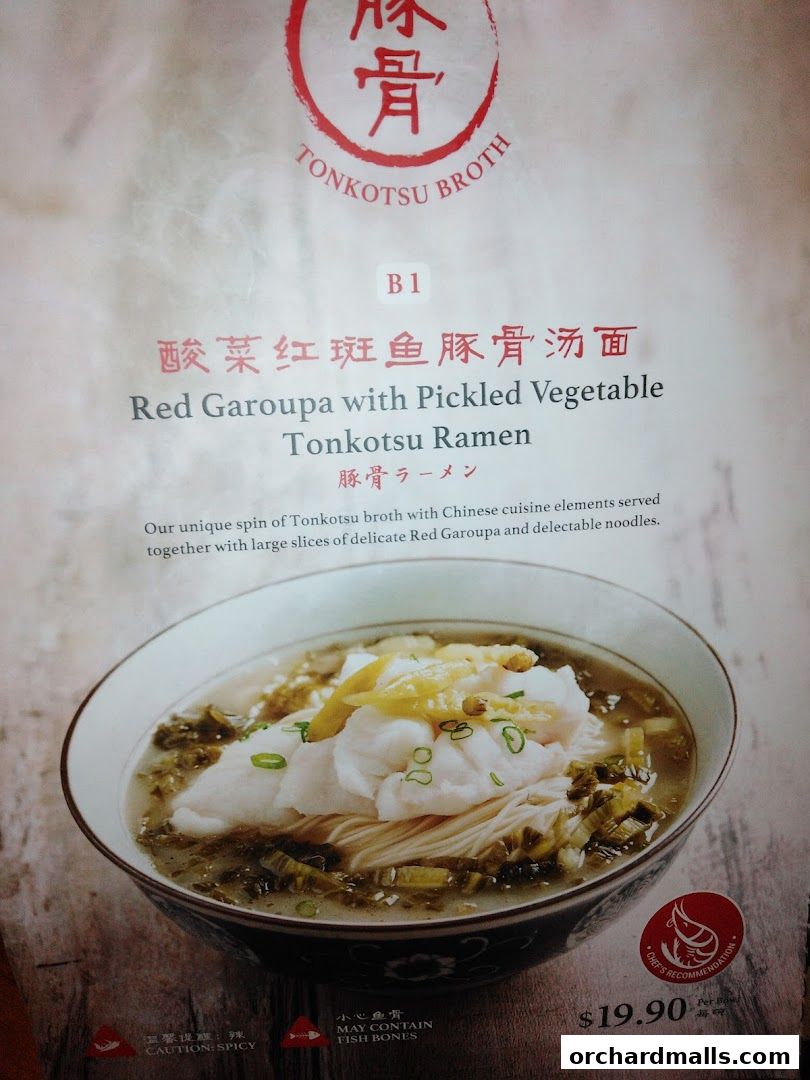 豚
骨
TONKOTSU BROTH
B1
酸菜红斑鱼豚骨汤面
Red Garoupa with Pickled Vegetable
Tonkotsu Ramen
豚骨ラーメン
Our unique spin of Tonkotsu broth with Chinese cuisine elements served
together with large slices of delicate Red Garoupa and delectable noodles.
CHEF'S RECOMMENDATION
$19.90 Per Bowl
每碗
温馨提醒：辣
CAUTION: SPICY
小心鱼骨
MAY CONTAIN
FISH BONES
orchardmalls.com